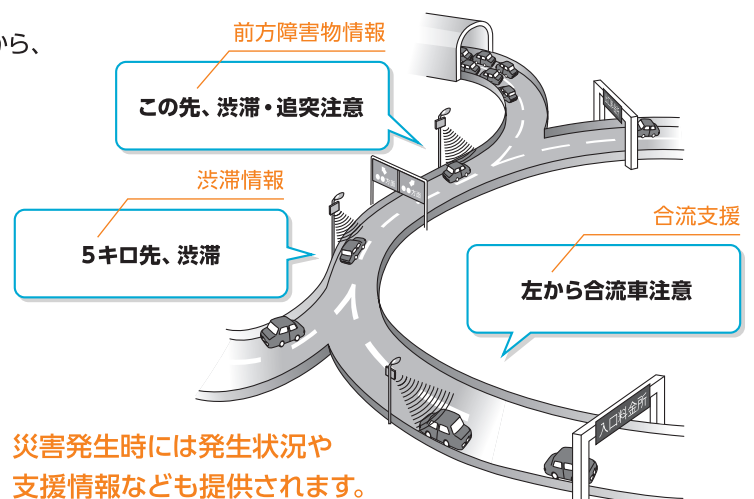 から、
前方障害物情報
この先、渋滞・追突注意
渋滞情報
5キロ先、渋滞
合流支援
左から合流車注意
入口料金所
災害発生時には発生状況や
支援情報なども提供されます。